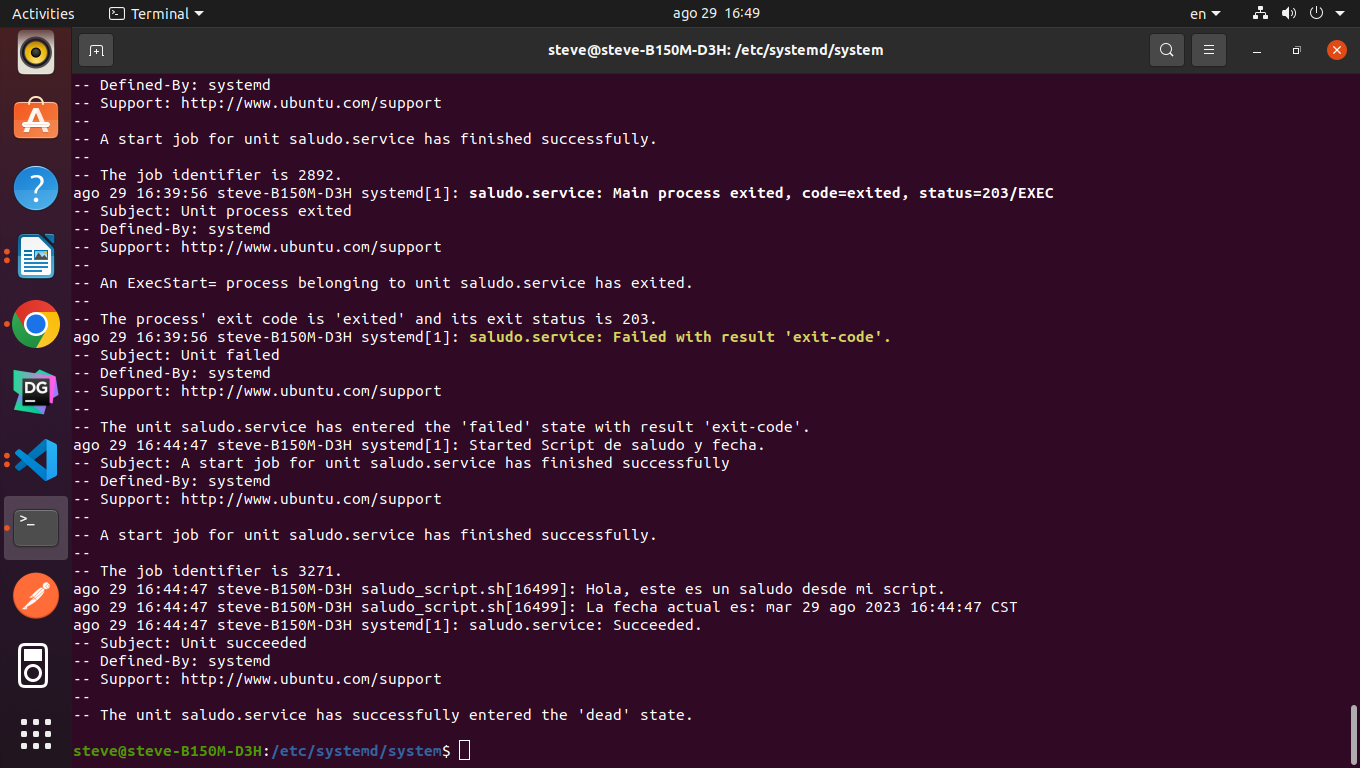 Activities
Terminal
ago 29 16:49
en
steve@steve-B150M-D3H: /etc/systemd/system
-- Defined-By: systemd
-- Support: http://www.ubuntu.com/support
--
-- A start job for unit saludo.service has finished successfully.
--
-- The job identifier is 2892.
ago 29 16:39:56 steve-B150M-D3H systemd[1]: saludo.service: Main process exited, code=exited, status=203/EXEC
-- Subject: Unit process exited
-- Defined-By: systemd
-- Support: http://www.ubuntu.com/support
--
-- An ExecStart= process belonging to unit saludo.service has exited.
--
-- The process' exit code is 'exited' and its exit status is 203.
ago 29 16:39:56 steve-B150M-D3H systemd[1]: saludo.service: Failed with result 'exit-code'.
-- Subject: Unit failed
-- Defined-By: systemd
-- Support: http://www.ubuntu.com/support
--
-- The unit saludo.service has entered the 'failed' state with result 'exit-code'.
ago 29 16:44:47 steve-B150M-D3H systemd[1]: Started Script de saludo y fecha.
-- Subject: A start job for unit saludo.service has finished successfully
-- Defined-By: systemd
-- Support: http://www.ubuntu.com/support
--
-- A start job for unit saludo.service has finished successfully.
--
-- The job identifier is 3271.
ago 29 16:44:47 steve-B150M-D3H saludo_script.sh[16499]: Hola, este es un saludo desde mi script.
ago 29 16:44:47 steve-B150M-D3H saludo_script.sh[16499]: La fecha actual es: mar 29 ago 2023 16:44:47 CST
ago 29 16:44:47 steve-B150M-D3H systemd[1]: saludo.service: Succeeded.
-- Subject: Unit succeeded
-- Defined-By: systemd
-- Support: http://www.ubuntu.com/support
--
-- The unit saludo.service has successfully entered the 'dead' state.
steve@steve-B150M-D3H:/etc/systemd/system$
DG
>_